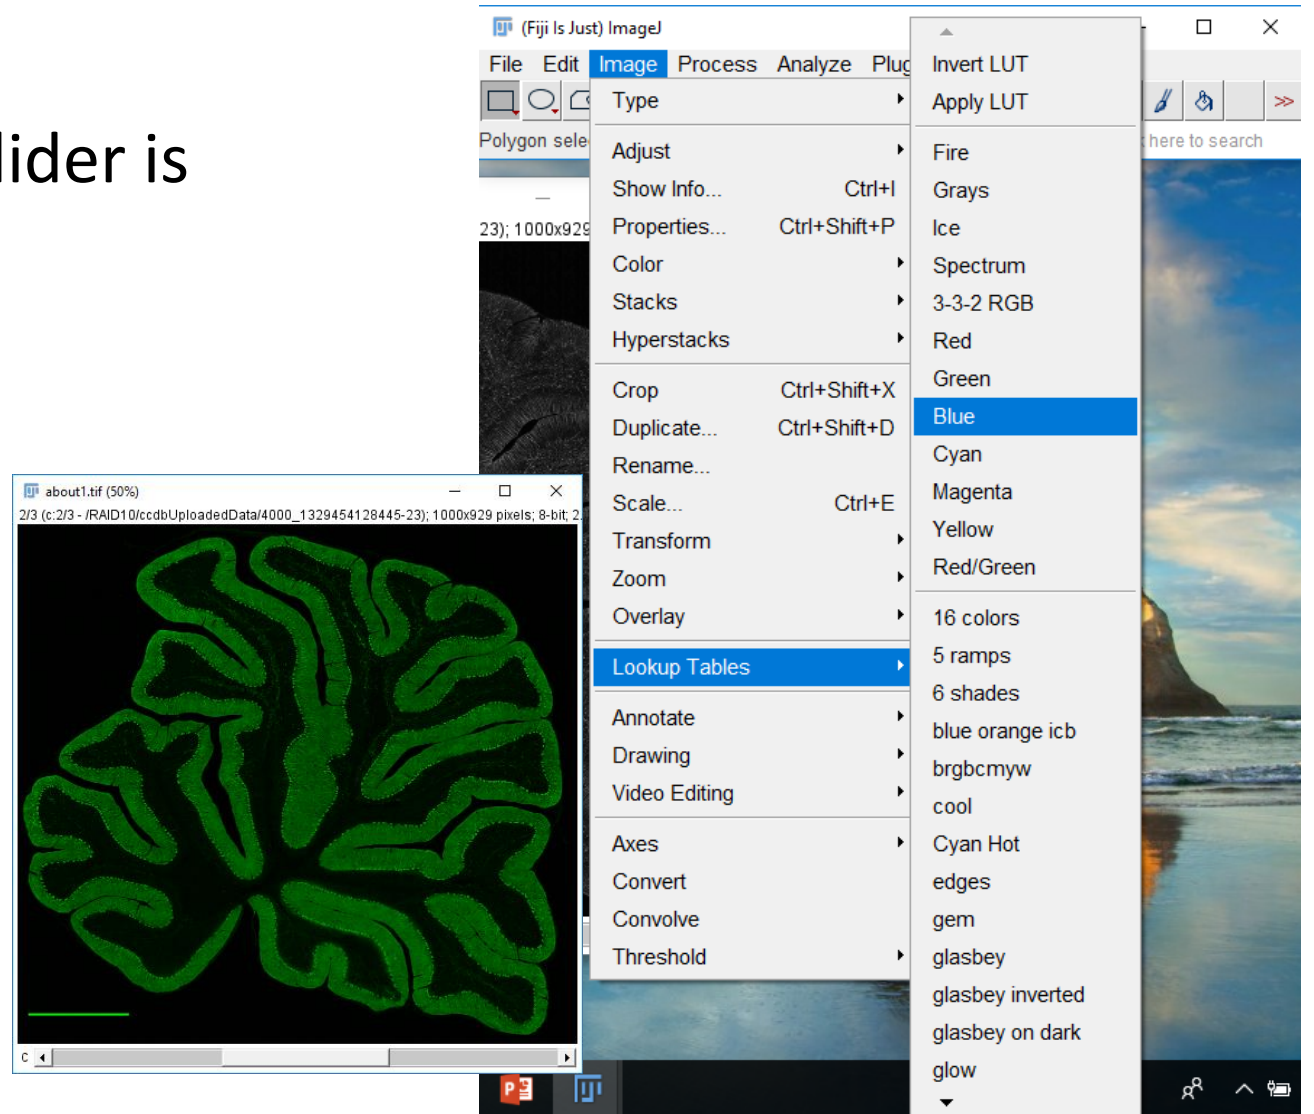 lider is
(Fiji Is Just) ImageJ
File Edit Image Process Analyze Plug
Polygon sele
here to search
23); 1000x929
Type
Adjust
Show Info... Ctrl+I
Properties... Ctrl+Shift+P
Color
Stacks
Hyperstacks
Crop Ctrl+Shift+X
Duplicate... Ctrl+Shift+D
Rename...
Scale... Ctrl+E
Transform
Zoom
Overlay
Lookup Tables
Annotate
Drawing
Video Editing
Axes
Convert
Convolve
Threshold
Invert LUT
Apply LUT
Fire
Grays
Ice
Spectrum
3-3-2 RGB
Red
Green
Blue
Cyan
Magenta
Yellow
Red/Green
16 colors
5 ramps
6 shades
blue orange icb
brgbcmyw
cool
Cyan Hot
edges
gem
glasbey
glasbey inverted
glasbey on dark
glow
about1.tif (50%)
2/3 (c:2/3 - /RAID10/ccdbUploadedData/4000_1329454128445-23); 1000x929 pixels; 8-bit; 2.
c